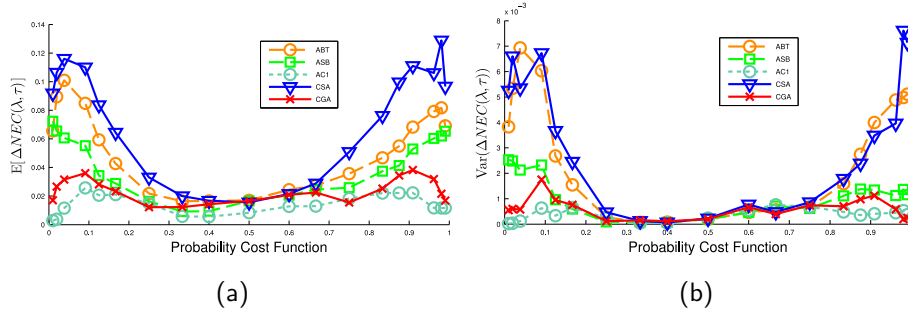 0.14
0.12
0.1
0.08
0.06
0.04
0.02
0
E[ΔNEC(λ, τ)]
0 0.1 0.2 0.3 0.4 0.5 0.6 0.7 0.8 0.9 1
Probability Cost Function
ABT
ASB
AC1
CSA
CGA
(a)
x 10⁻³
8
7
6
5
4
3
2
1
0
Var(ΔNEC(λ, τ))
0 0.1 0.2 0.3 0.4 0.5 0.6 0.7 0.8 0.9
Probability Cost Function
ABT
ASB
AC1
CSA
CGA
(b)